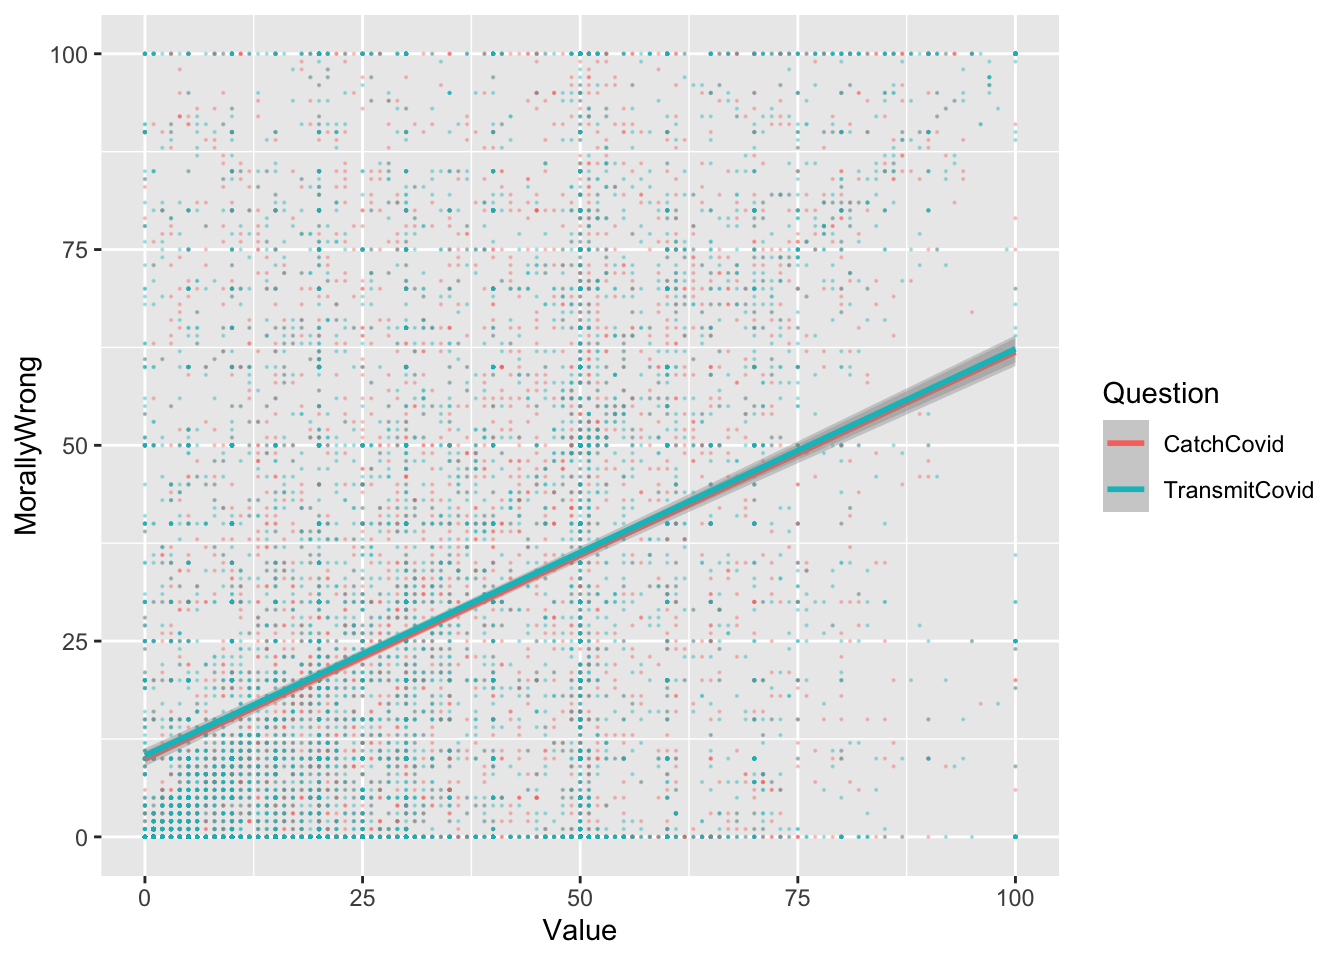 100
75
50
25
0
MorallyWrong
0 25 50 75 100
Value
Question
CatchCovid
TransmitCovid